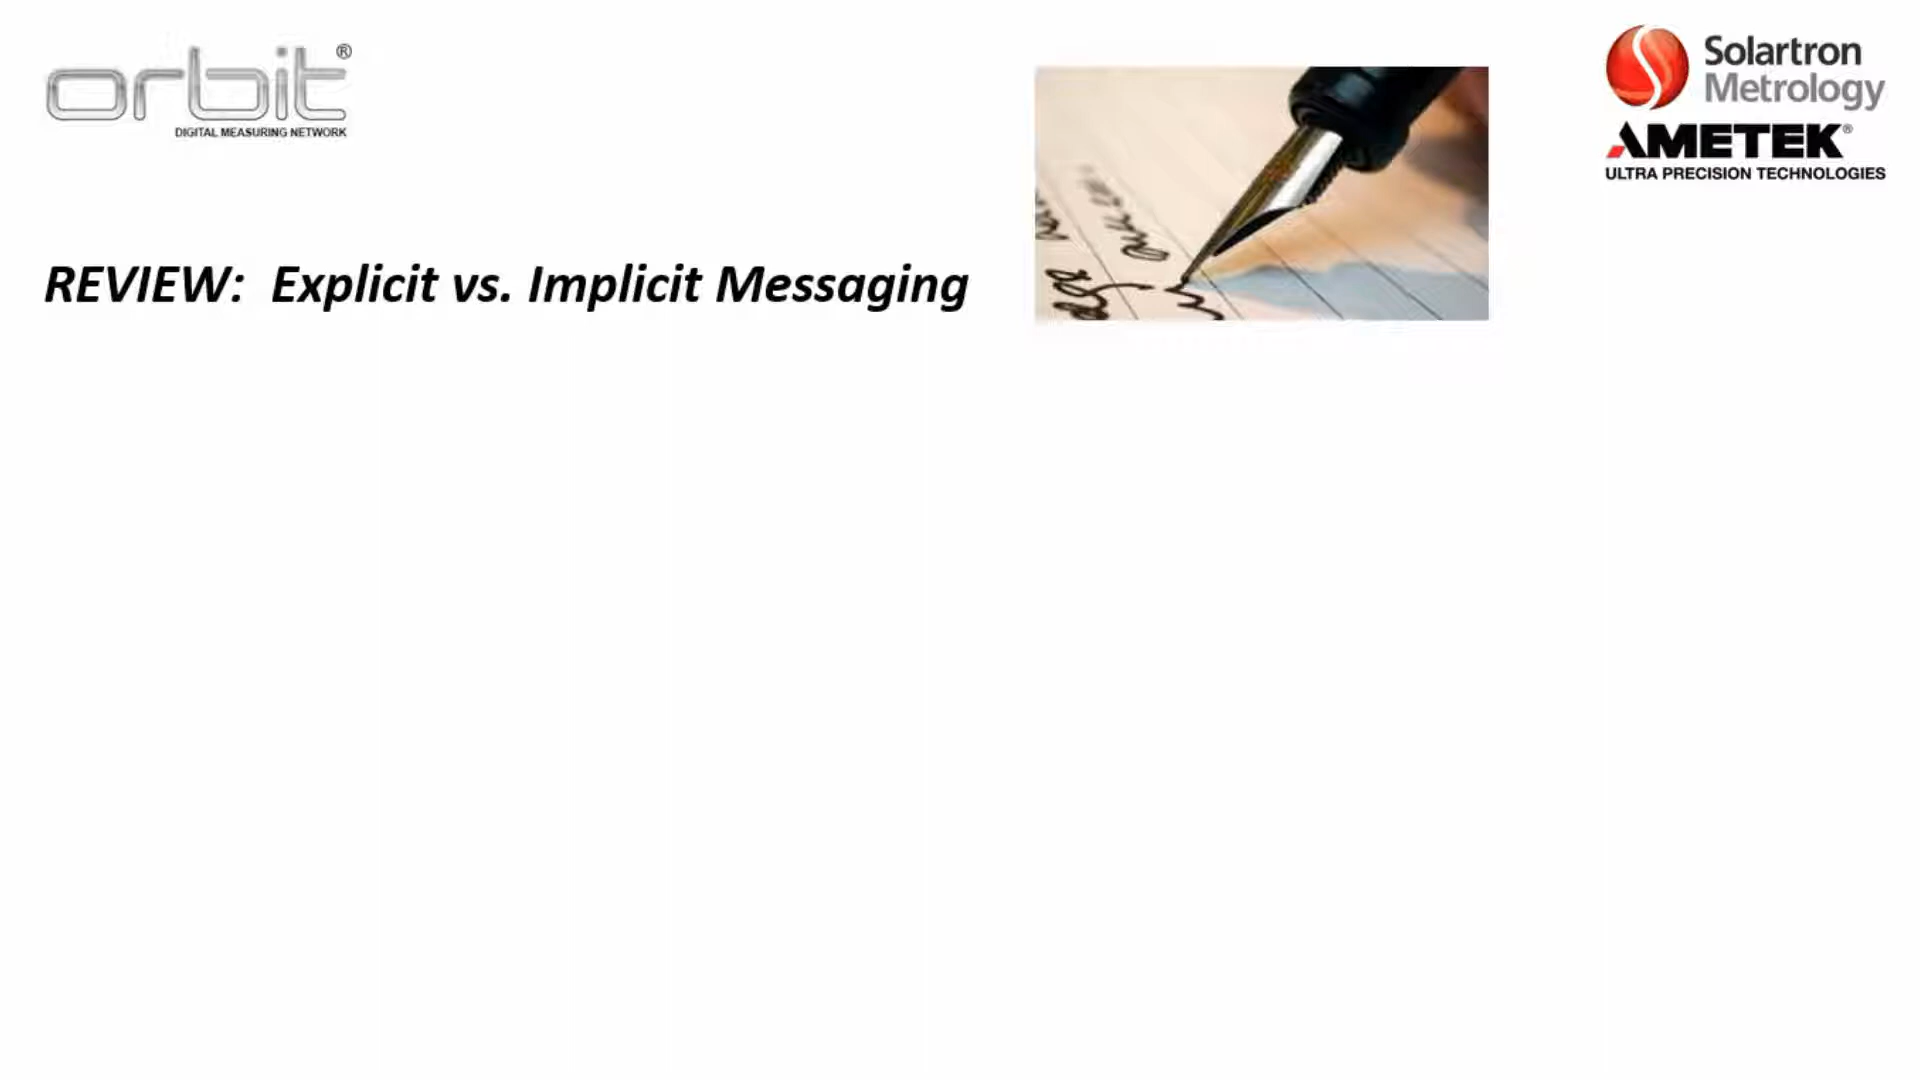 orbit®
DIGITAL MEASURING NETWORK
Solartron
Metrology
AMETEK®
ULTRA PRECISION TECHNOLOGIES
REVIEW: Explicit vs. Implicit Messaging